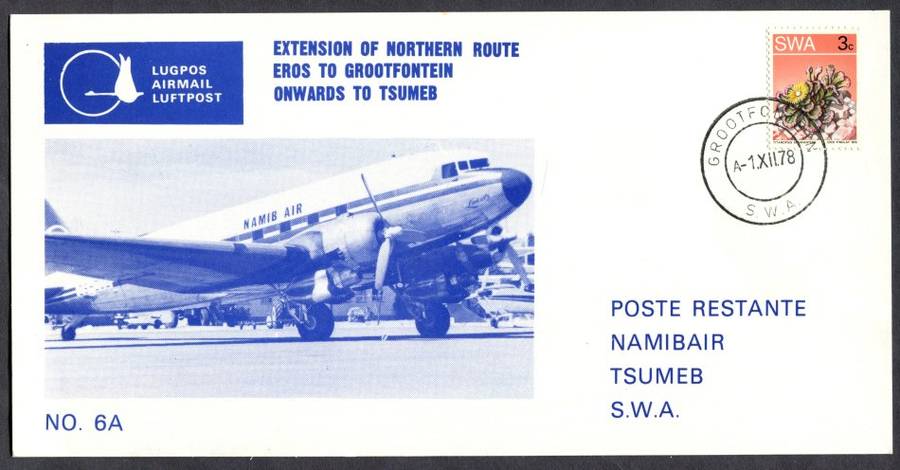 LUGPOS
AIRMAIL
LUFTPOST
EXTENSION OF NORTHERN ROUTE
EROS TO GROOTFONTEIN
ONWARDS TO TSUMEB
SWA 3c
A-1.XII.78
S.W.A.
NAMIB AIR
POSTE RESTANTE
NAMIBAIR
TSUMEB
S.W.A.
NO. 6A